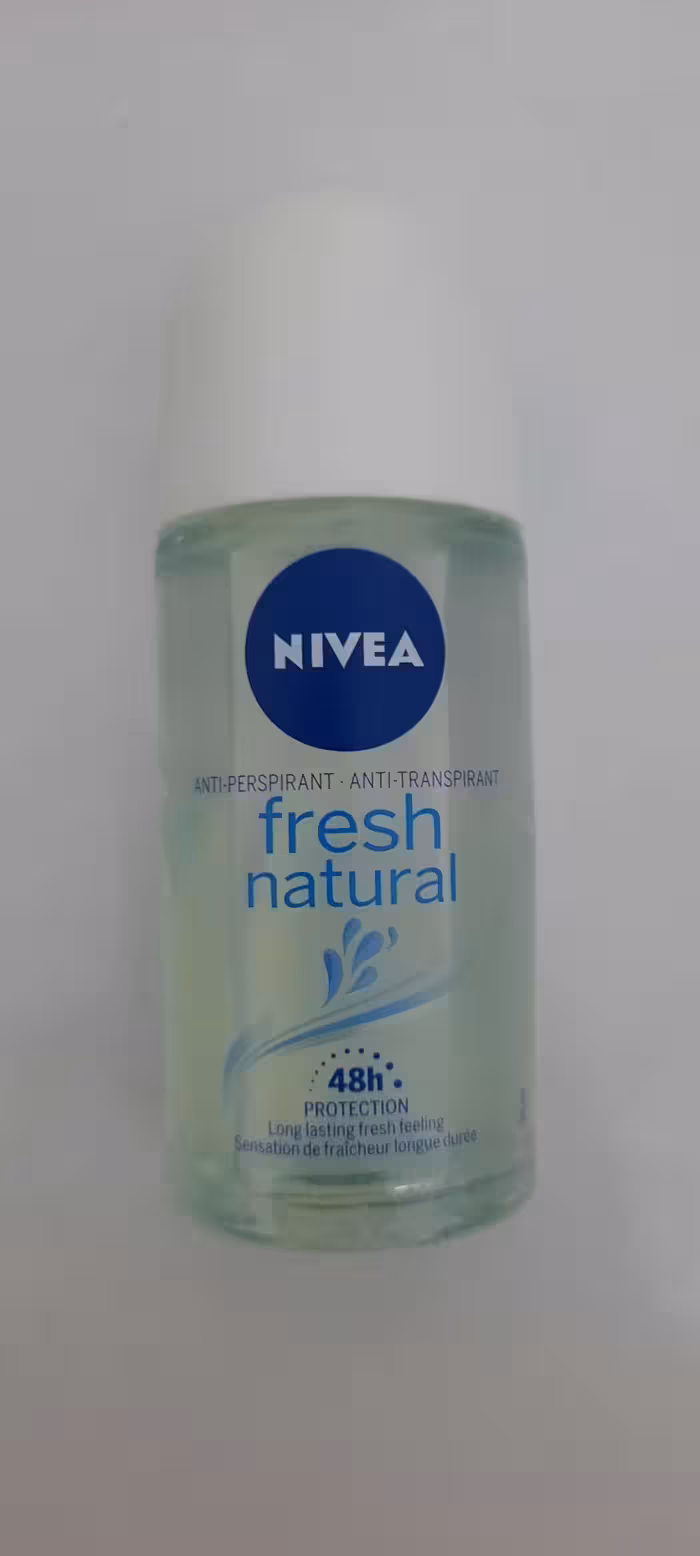 NIVEA
ANTI-PERSPIRANT · ANTI-TRANSPIRANT
fresh
natural
48h
PROTECTION
Long lasting fresh feeling
Sensation de fraîcheur longue durée